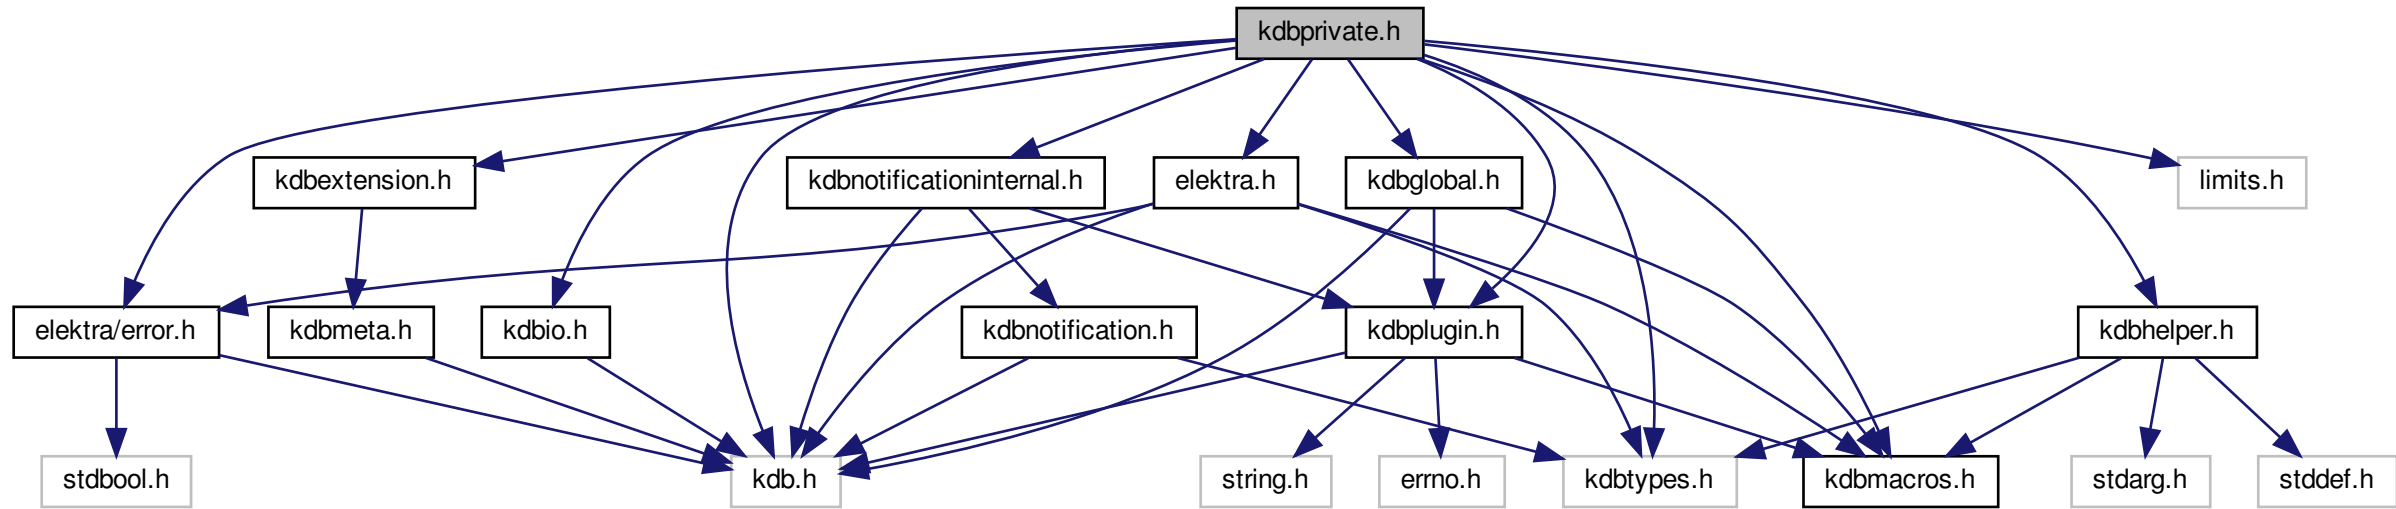 kdbprivate.h
kdbextension.h
kdbnotificationinternal.h
elektra.h
kdbglobal.h
limits.h
elektra/error.h
kdbmeta.h
kdbio.h
kdbnotification.h
kdbplugin.h
kdbhelper.h
stdbool.h
kdb.h
string.h
errno.h
kdbtypes.h
kdbmacros.h
stdarg.h
stddef.h